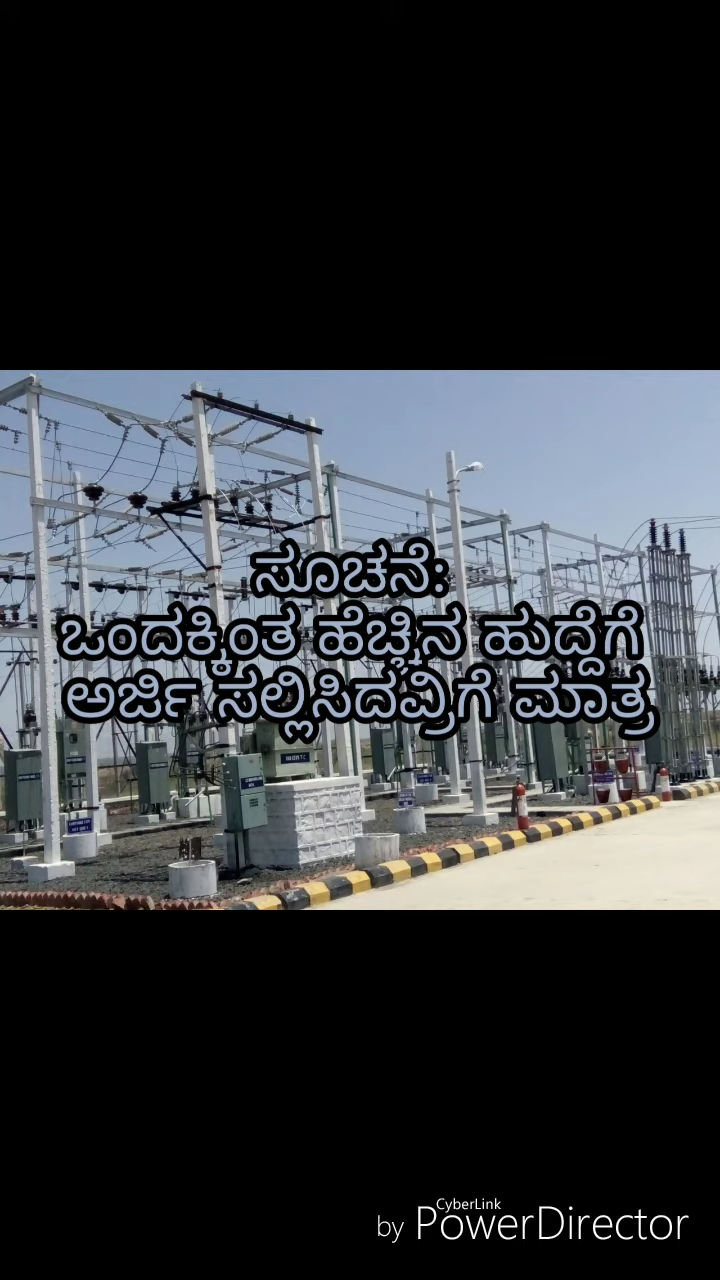 ಸೂಚನೆ:
ಒಂದಕ್ಕಿಂತ ಹೆಚ್ಚಿನ ಹುದ್ದೆಗೆ
ಅರ್ಜಿ ಸಲ್ಲಿಸಿದವ್ರಿಗೆ ಮಾತ್ರ
CyberLink
by PowerDirector